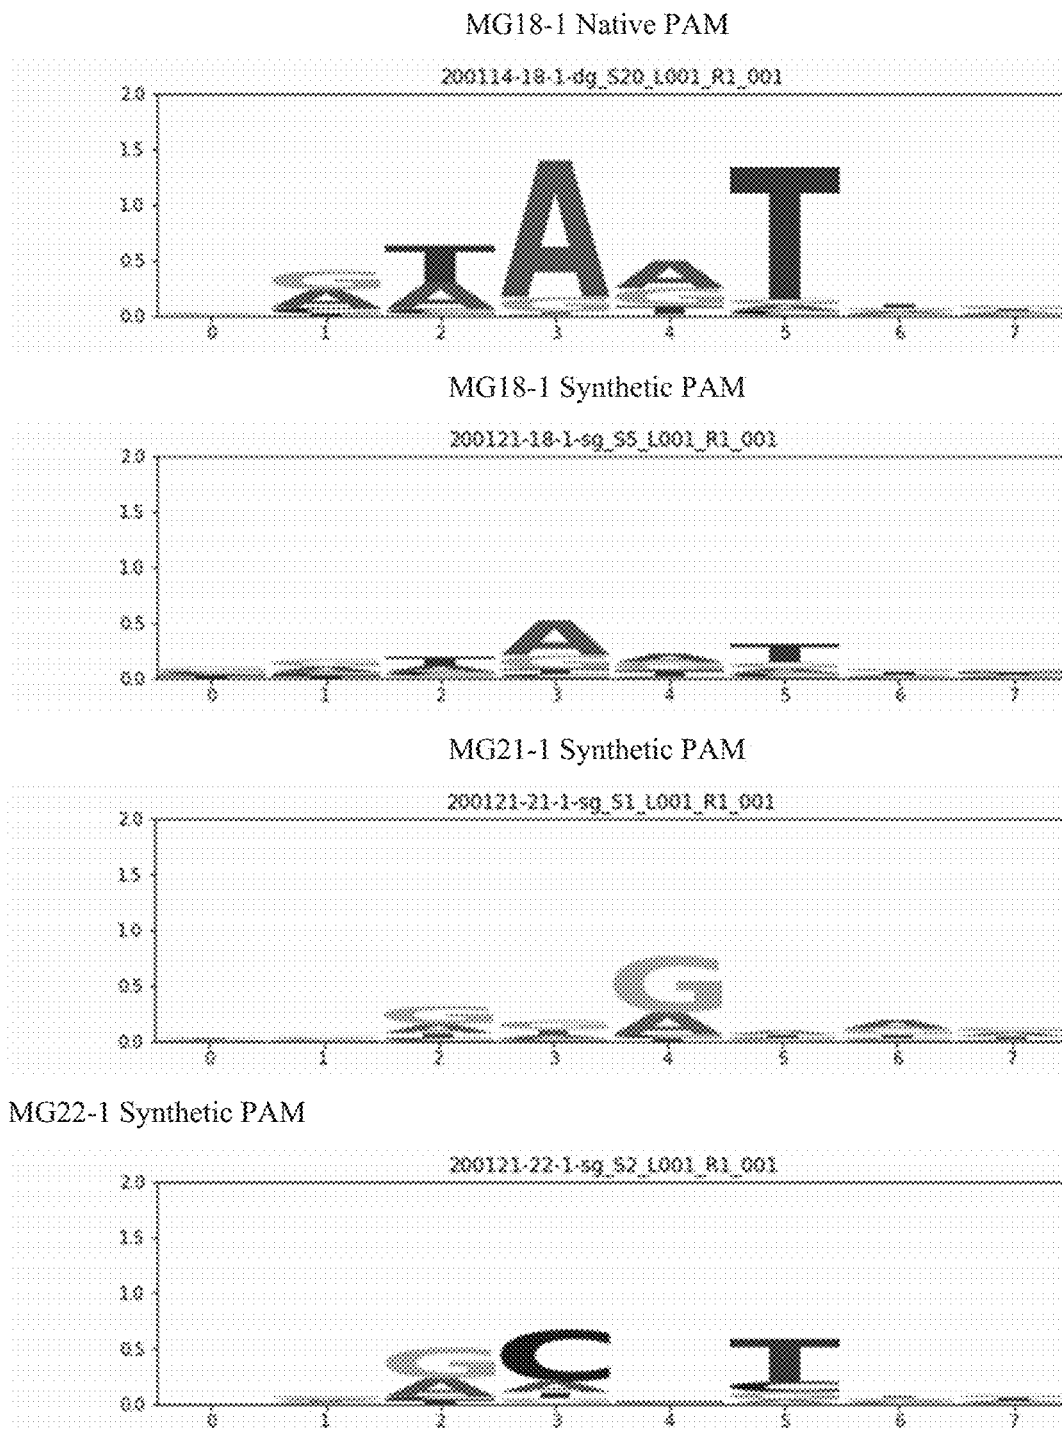 MG18-1 Native PAM
200114-18-1-dg_S20_L001_R1_001
2.0
1.5
A T
1.0
T
0.5 G A
A A G
0.0
0 1 2 3 4 5 6 7
MG18-1 Synthetic PAM
200121-18-1-sg_S5_L001_R1_001
2.0
1.5
1.0
0.5 A
T A T
0.0
0 1 2 3 4 5 6 7
MG21-1 Synthetic PAM
200121-21-1-sg_S1_L001_R1_001
2.0
1.5
1.0
0.5 G
G A
0.0
0 1 2 3 4 5 6 7
MG22-1 Synthetic PAM
200121-22-1-sg_S2_L001_R1_001
2.0
1.5
1.0
0.5 G C T
A A
0.0
0 1 2 3 4 5 6 7